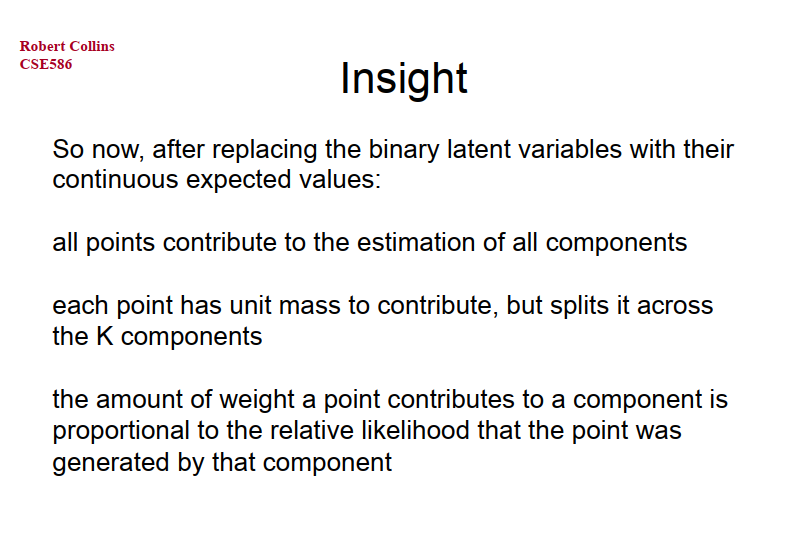 Robert Collins
CSE586
Insight
So now, after replacing the binary latent variables with their
continuous expected values:
all points contribute to the estimation of all components
each point has unit mass to contribute, but splits it across
the K components
the amount of weight a point contributes to a component is
proportional to the relative likelihood that the point was
generated by that component